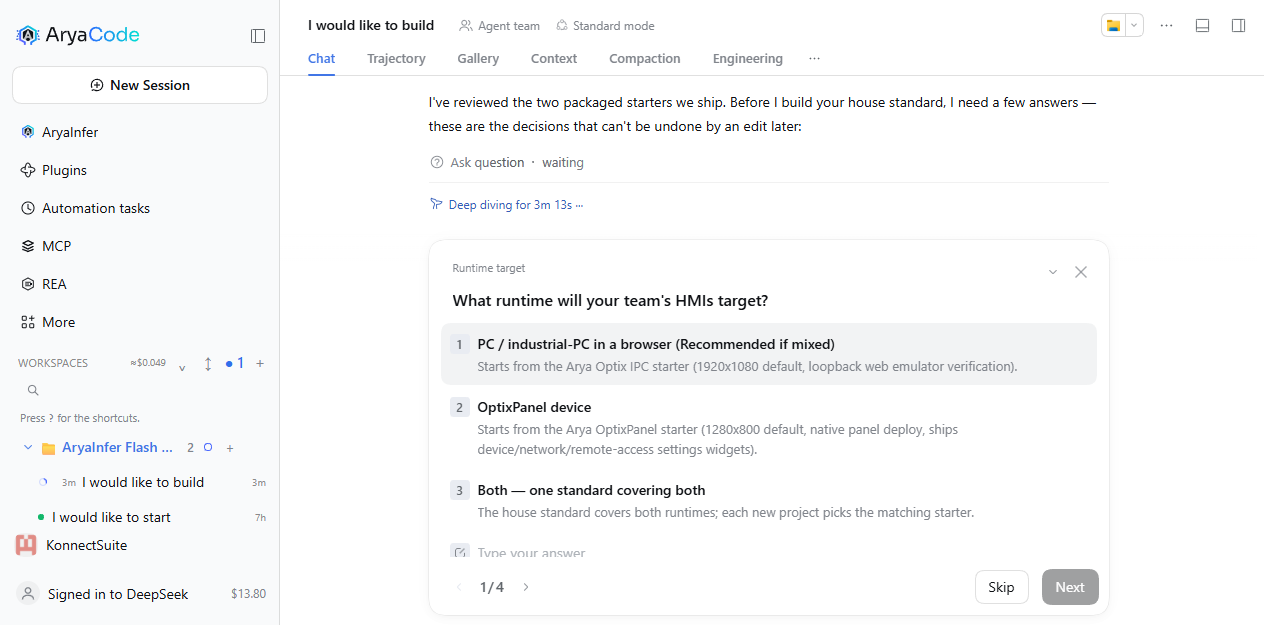 AryaCode
New Session
AryaInfer
Plugins
Automation tasks
MCP
REA
More
WORKSPACES ≈$0.049 1 +
Press ? for the shortcuts.
AryaInfer Flash ... 2 +
3m I would like to build 3m
I would like to start 7h
KonnectSuite
Signed in to DeepSeek $13.80
I would like to build Agent team Standard mode
Chat Trajectory Gallery Context Compaction Engineering ...
I've reviewed the two packaged starters we ship. Before I build your house standard, I need a few answers —
these are the decisions that can't be undone by an edit later:
Ask question · waiting
Deep diving for 3m 13s ...
Runtime target
What runtime will your team's HMIs target?
1 PC / industrial-PC in a browser (Recommended if mixed)
Starts from the Arya Optix IPC starter (1920x1080 default, loopback web emulator verification).
2 OptixPanel device
Starts from the Arya OptixPanel starter (1280x800 default, native panel deploy, ships
device/network/remote-access settings widgets).
3 Both — one standard covering both
The house standard covers both runtimes; each new project picks the matching starter.
Type your answer
1/4
Skip Next